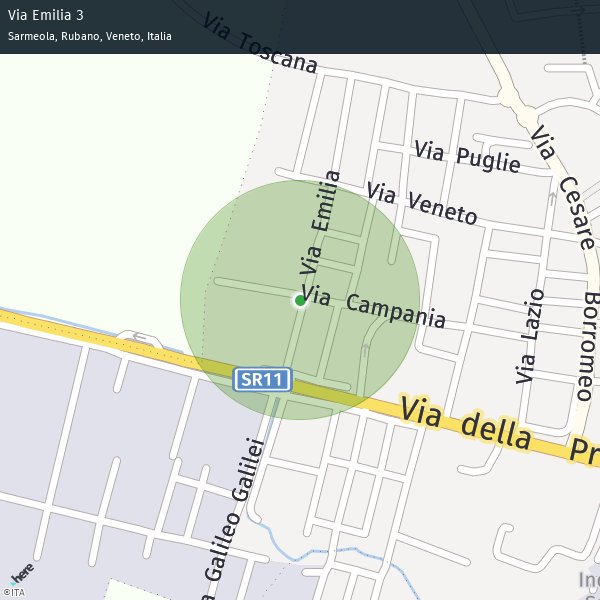 Via Emilia 3
Sarmeola, Rubano, Veneto, Italia
Via Toscana
Via Puglie
Via Cesare
Borromeo
Via Veneto
Via Emilia
Via Campania
Via Lazio
SR11
Via della Pr
a Galileo Galilei
In
here
©ITA